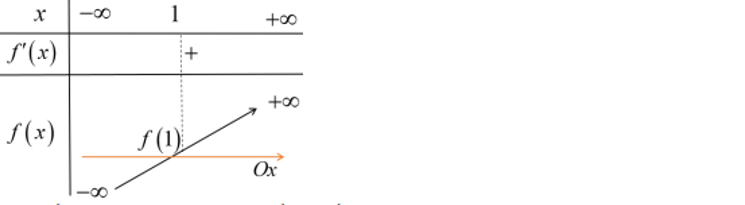 x −∞ 1 +∞
f′(x) +
+∞
f(x) f(1)
Ox
−∞